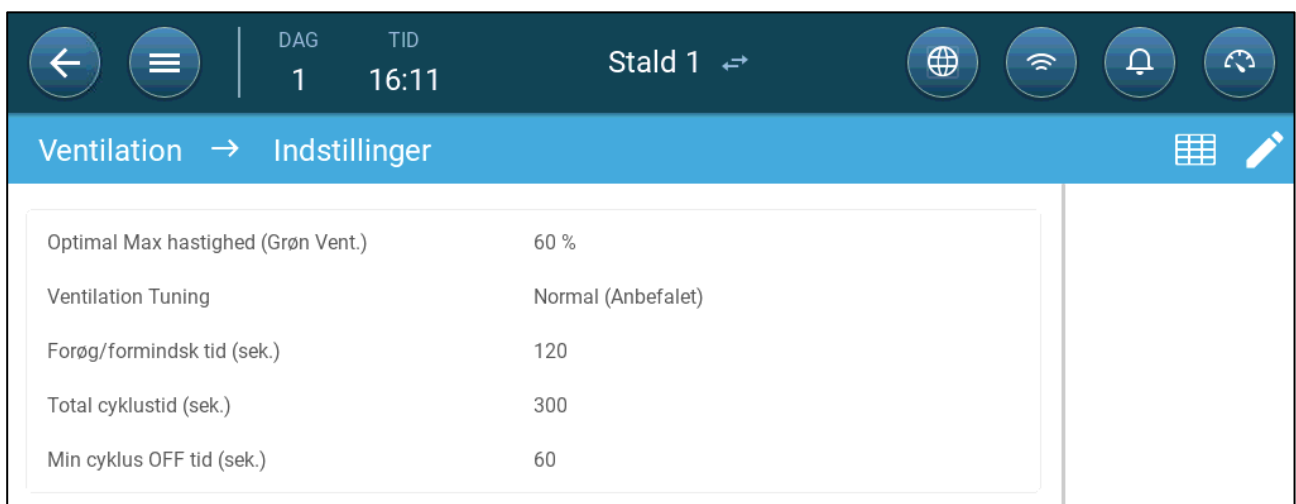 DAG TID
1 16:11 Stald 1
Ventilation → Indstillinger
Optimal Max hastighed (Grøn Vent.) 60 %
Ventilation Tuning Normal (Anbefalet)
Forøg/formindsk tid (sek.) 120
Total cyklustid (sek.) 300
Min cyklus OFF tid (sek.) 60